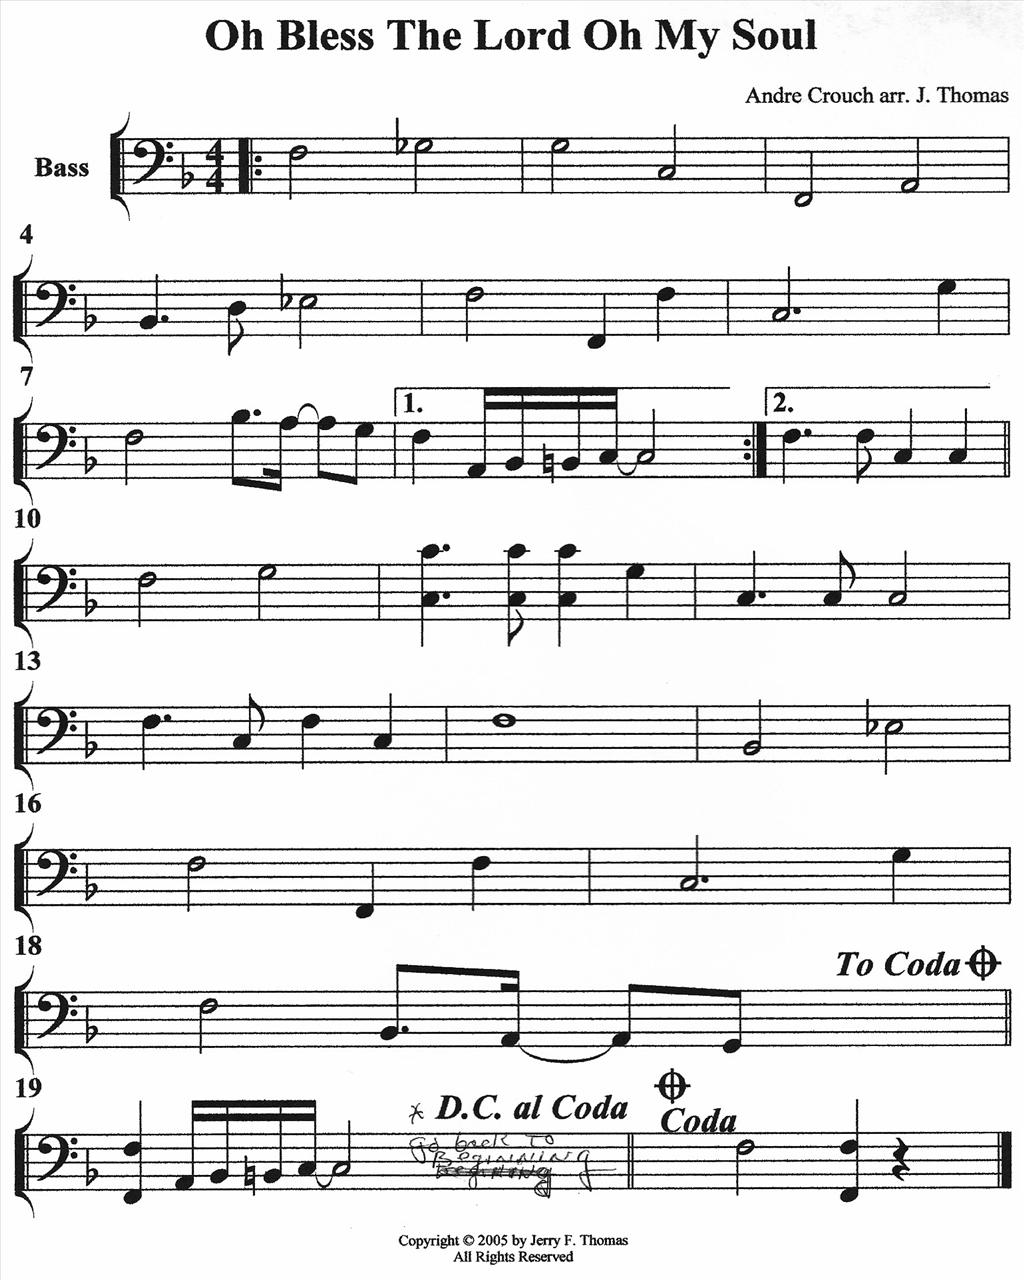 Oh Bless The Lord Oh My Soul
Andre Crouch arr. J. Thomas
Bass
4
4
4
7
1.
2.
10
13
16
18
To Coda
19
* D.C. al Coda
Coda
Go back To
BegINNING
Copyright © 2005 by Jerry F. Thomas
All Rights Reserved